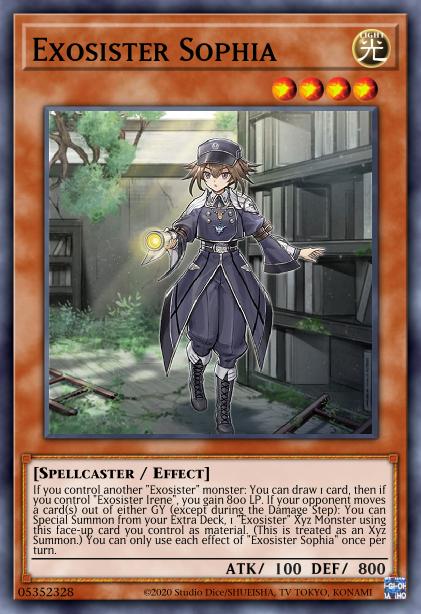 Exosister Sophia
LIGHT
光
[Spellcaster / Effect]
If you control another "Exosister" monster: You can draw 1 card, then if
you control "Exosister Irene", you gain 800 LP. If your opponent moves
a card(s) out of either GY (except during the Damage Step): You can
Special Summon from your Extra Deck, 1 "Exosister" Xyz Monster using
this face-up card you control as material. (This is treated as an Xyz
Summon.) You can only use each effect of "Exosister Sophia" once per
turn.
ATK/ 100 DEF/ 800
05352328
©2020 Studio Dice/SHUEISHA, TV TOKYO, KONAMI